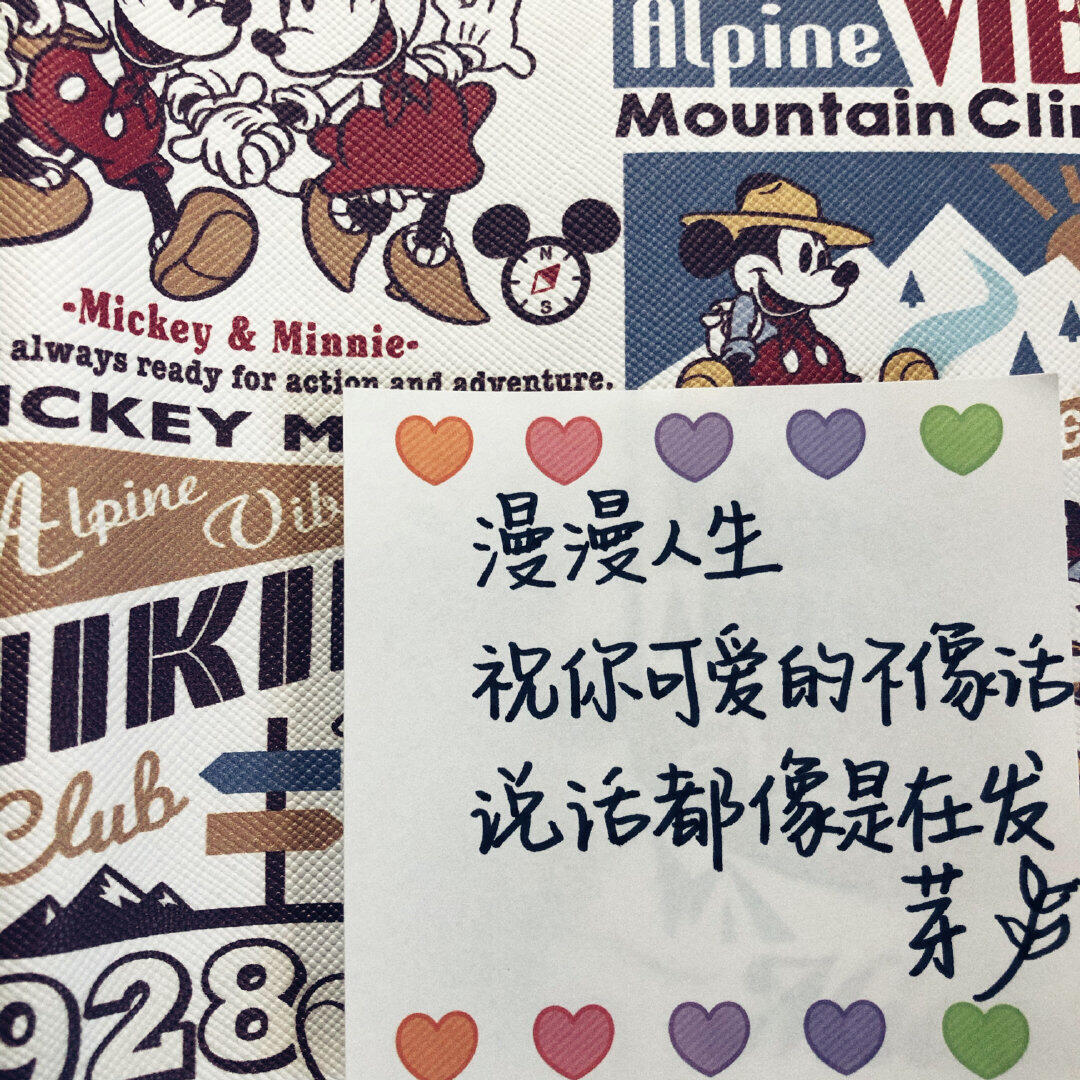 Alpine VIE
Mountain Clim
N
S
-Mickey & Minnie-
always ready for action and adventure.
ICKEY M
Alpine Vib
HIKI
Club
928
漫漫人生
祝你可爱的不像话
说话都像是在发
芽